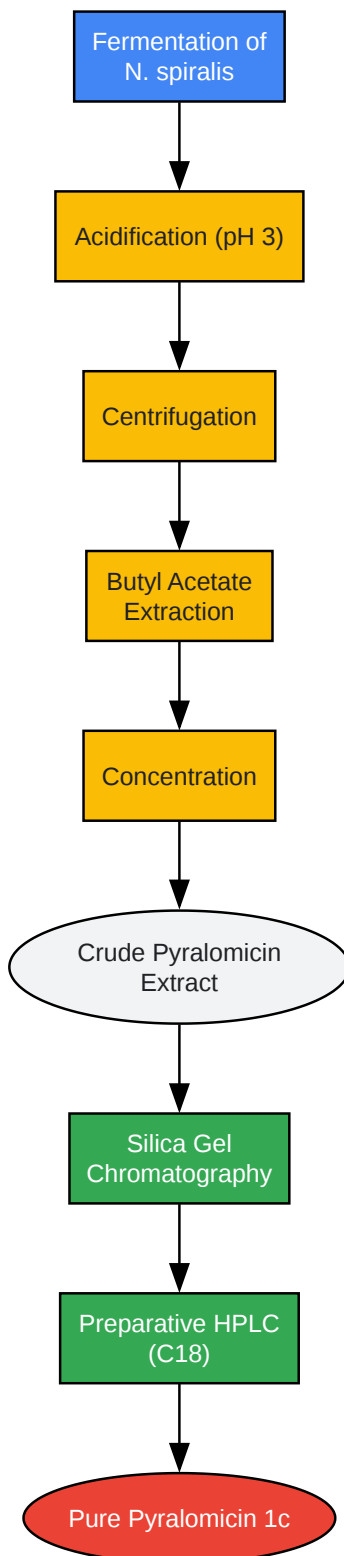 Fermentation of
N. spiralis
Acidification (pH 3)
Centrifugation
Butyl Acetate
Extraction
Concentration
Crude Pyralomicin
Extract
Silica Gel
Chromatography
Preparative HPLC
(C18)
Pure Pyralomicin 1c